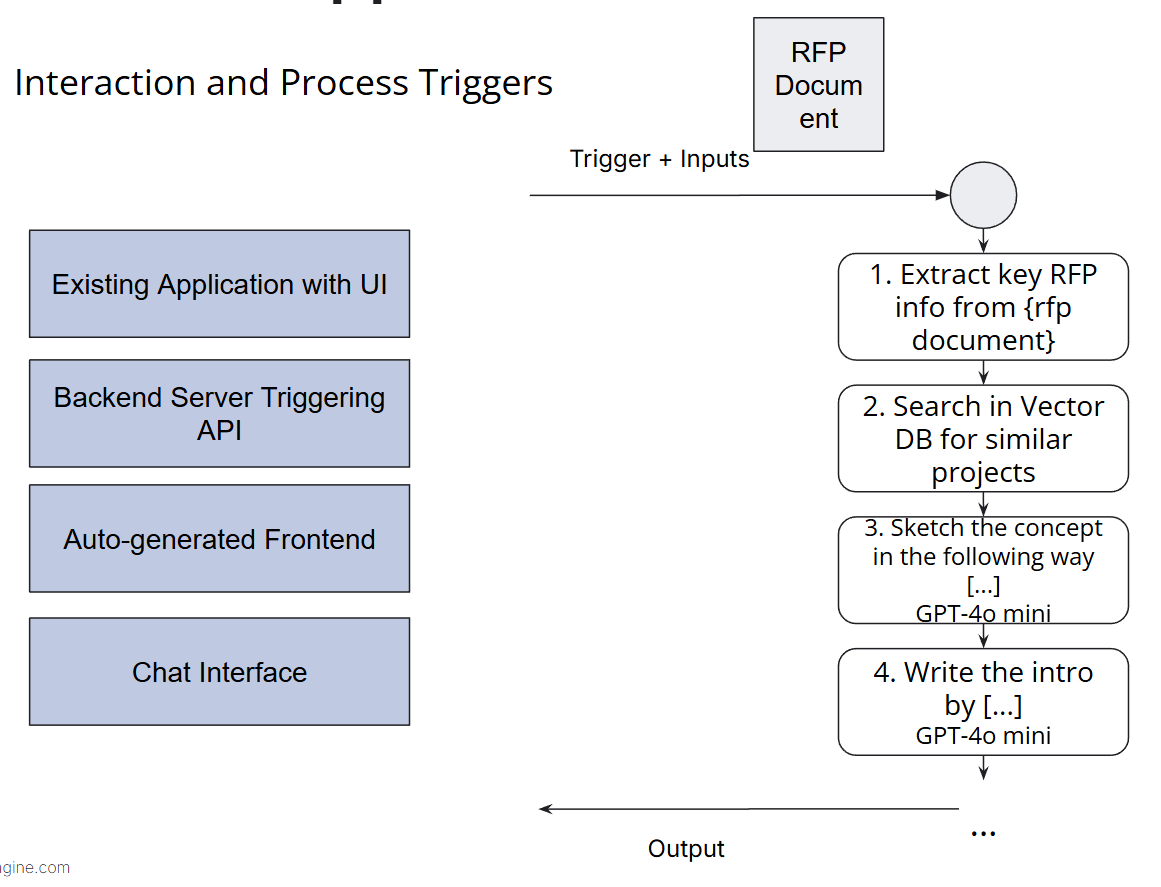 Interaction and Process Triggers
RFP
Docum
ent
Trigger + Inputs
Existing Application with UI
Backend Server Triggering
API
Auto-generated Frontend
Chat Interface
1. Extract key RFP
info from {rfp
document}
2. Search in Vector
DB for similar
projects
3. Sketch the concept
in the following way
[...]
GPT-4o mini
4. Write the intro
by [...]
GPT-4o mini
...
Output
gine.com